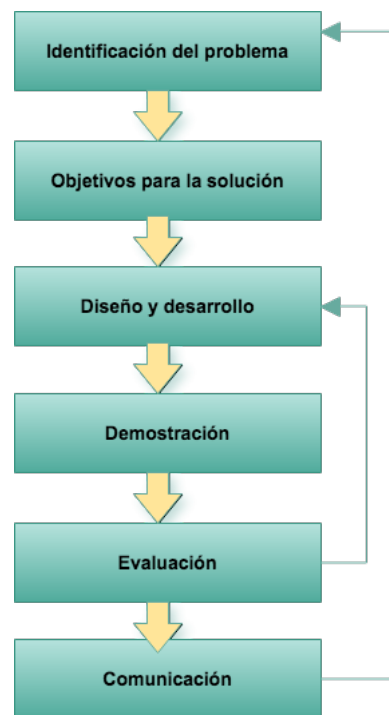 Identificación del problema
Objetivos para la solución
Diseño y desarrollo
Demostración
Evaluación
Comunicación